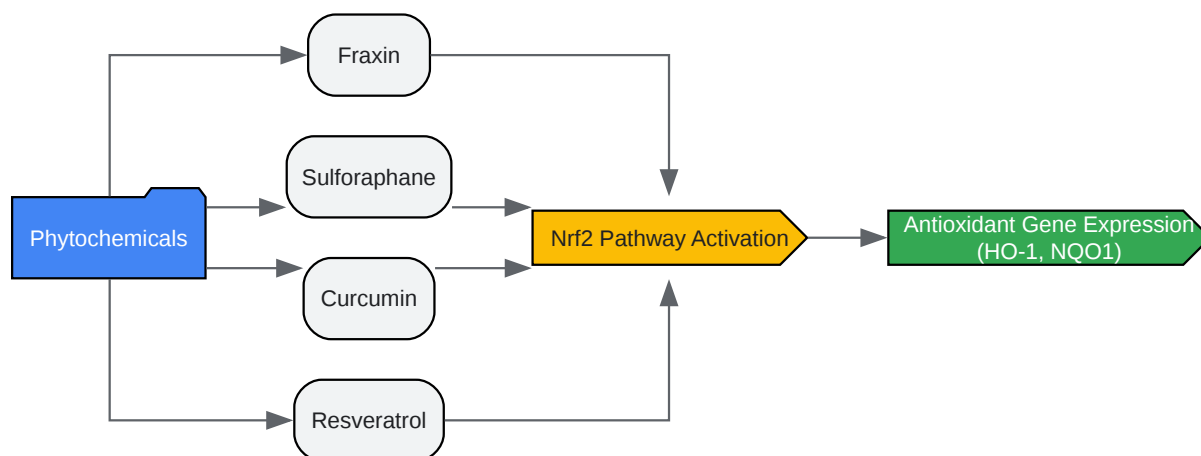 Fraxin
Sulforaphane
Phytochemicals
Nrf2 Pathway Activation
Antioxidant Gene Expression
(HO-1, NQO1)
Curcumin
Resveratrol